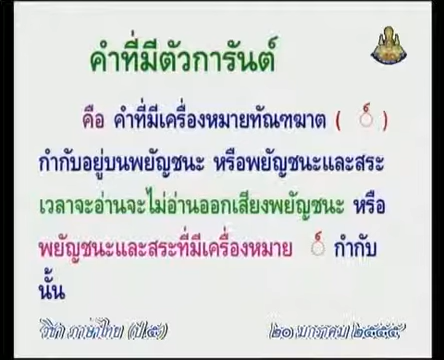 คำที่มีตัวการันต์
คือ คำที่มีเครื่องหมายทัณฑฆาต ( ์ )
กำกับอยู่บนพยัญชนะ หรือพยัญชนะและสระ
เวลาจะอ่านจะไม่อ่านออกเสียงพยัญชนะ หรือ
พยัญชนะและสระที่มีเครื่องหมาย ์ กำกับ
นั้น
วิชา ภาษาไทย (ป.๕) ๒๐ มกราคม ๒๕๕๕